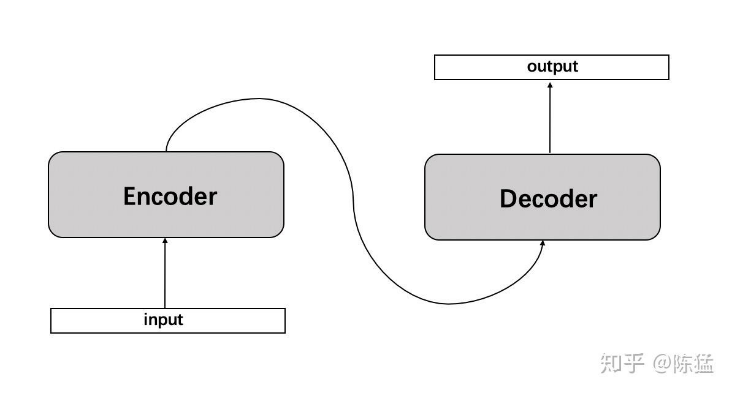 output
Encoder
Decoder
input
知乎 @陈猛